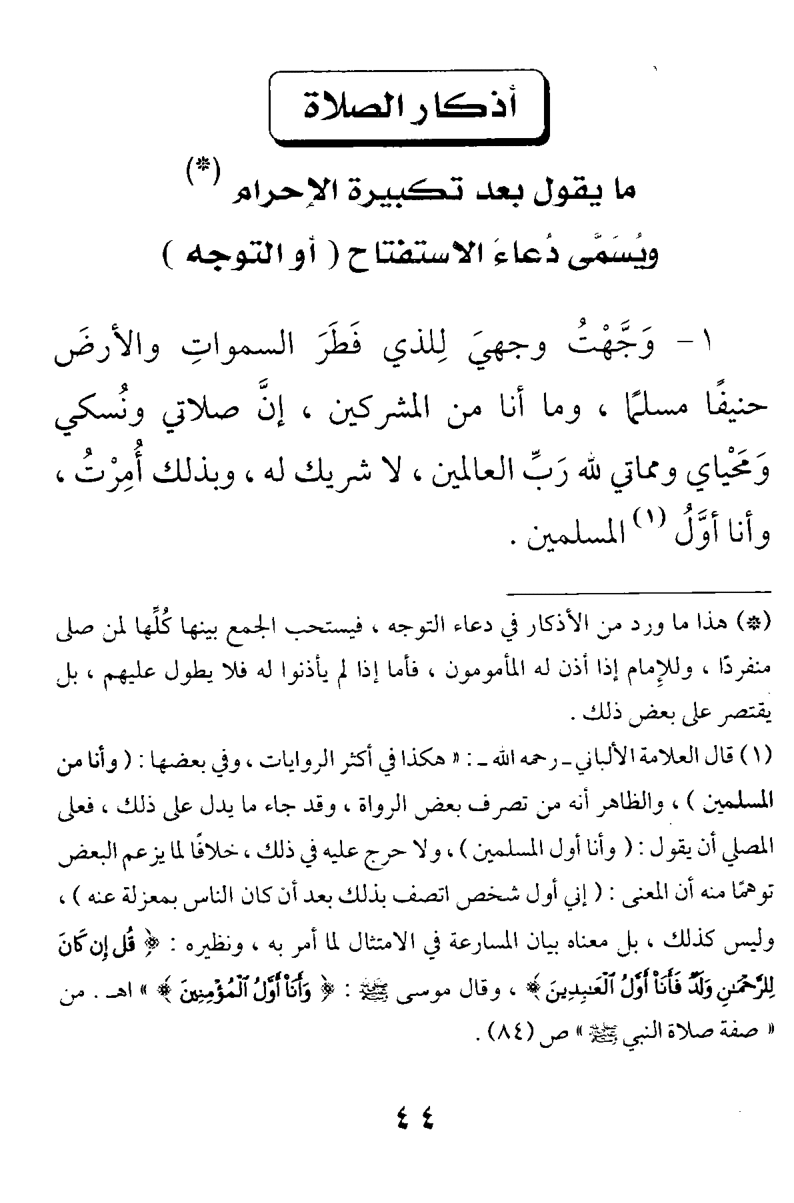 أذكار الصلاة
ما يقول بعد تكبيرة الإحرام (*)
ويُسَمَّى دُعاءَ الاستفتاح ( أو التوجه )
١- وَجَّهْتُ وجهيَ لِلذي فَطَرَ السمواتِ والأرضَ
حنيفًا مسلمًا ، وما أنا من المشركين ، إنَّ صلاتي ونُسكي
وَمَحْياي ومماتي لله رَبِّ العالمين ، لا شريك له ، وبذلك أُمِرْتُ ،
وأنا أوَّلُ (١) المسلمين .
(*) هذا ما ورد من الأذكار في دعاء التوجه ، فيستحب الجمع بينها كُلِّها لمن صلى
منفردًا ، وللإمام إذا أذن له المأمومون ، فأما إذا لم يأذنوا له فلا يطول عليهم ، بل
يقتصر على بعض ذلك .
(١) قال العلامة الألباني ـ رحمه الله ـ : « هكذا في أكثر الروايات ، وفي بعضها : ( وأنا من
المسلمين ) ، والظاهر أنه من تصرف بعض الرواة ، وقد جاء ما يدل على ذلك ، فعلى
المصلي أن يقول : ( وأنا أول المسلمين ) ، ولا حرج عليه في ذلك ، خلافًا لما يزعم البعض
توهمًا منه أن المعنى : ( إني أول شخص اتصف بذلك بعد أن كان الناس بمعزلة عنه ) ،
وليس كذلك ، بل معناه بيان المسارعة في الامتثال لما أمر به ، ونظيره : ﴿ قُل إن كَانَ
لِلرَّحْمَٰنِ وَلَدٌ فَأَنَا۠ أَوَّلُ ٱلْعَٰبِدِينَ ﴾ ، وقال موسى ﷺ : ﴿ وَأَنَا۠ أَوَّلُ ٱلْمُؤْمِنِينَ ﴾ » اهـ . من
« صفة صلاة النبي ﷺ » ص (٨٤) .
٤٤